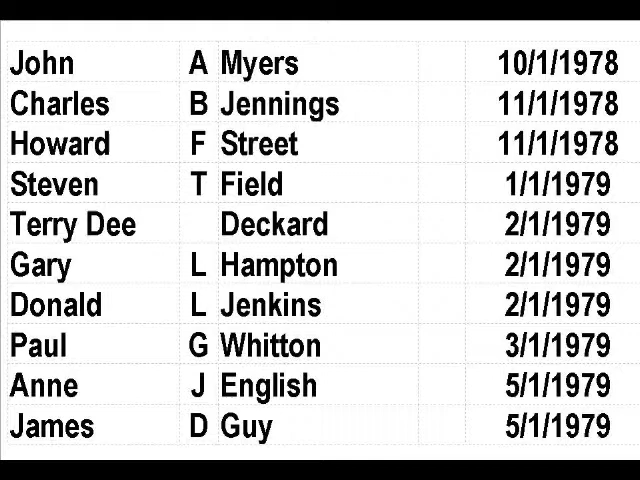 John A Myers 10/1/1978
Charles B Jennings 11/1/1978
Howard F Street 11/1/1978
Steven T Field 1/1/1979
Terry Dee Deckard 2/1/1979
Gary L Hampton 2/1/1979
Donald L Jenkins 2/1/1979
Paul G Whitton 3/1/1979
Anne J English 5/1/1979
James D Guy 5/1/1979